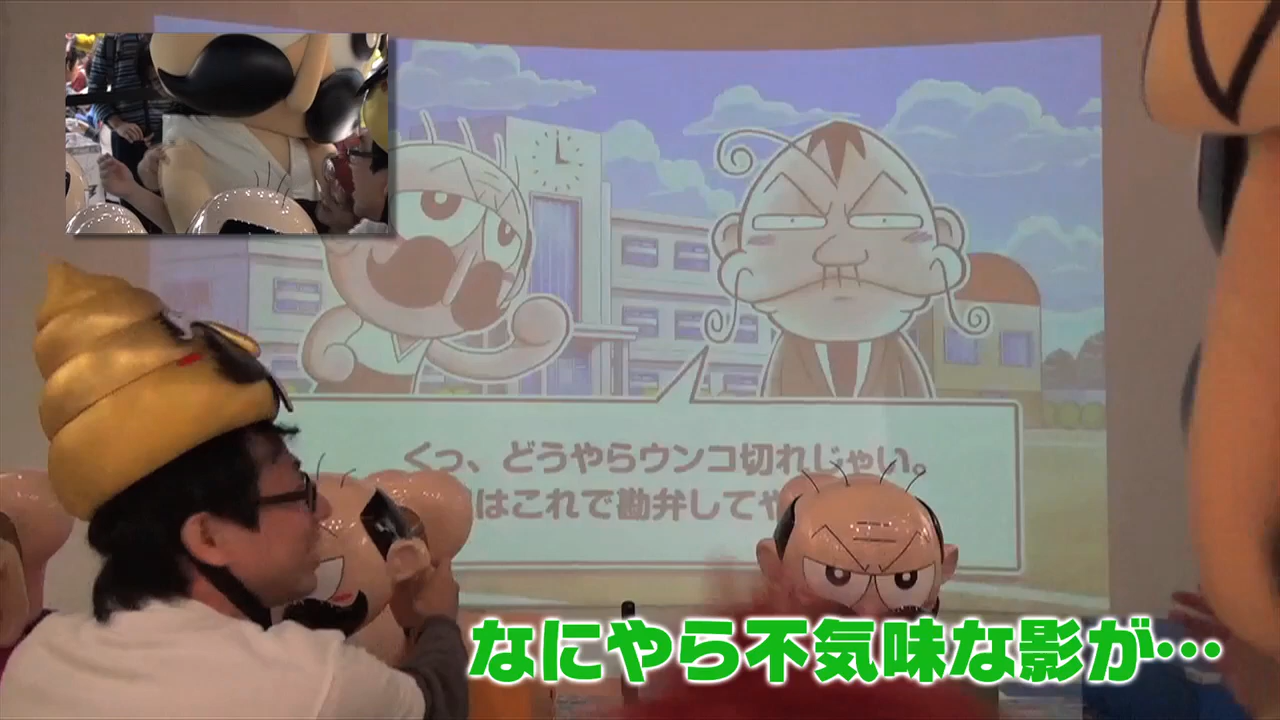 くっ、どうやらウンコ切れじゃい。
はこれで勘弁してや
なにやら不気味な影が…